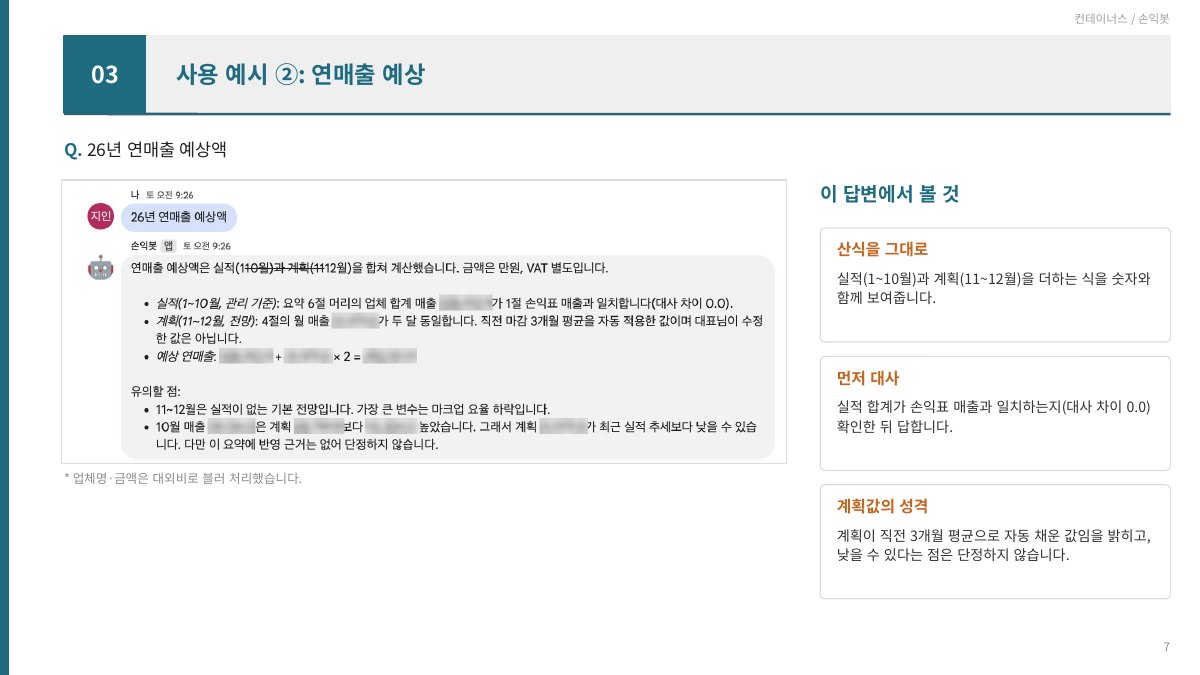 컨테이너스 / 손익봇
03
사용 예시 ②: 연매출 예상
Q. 26년 연매출 예상액
나 토 오전 9:26
지인
26년 연매출 예상액
손익봇 앱 토 오전 9:26
연매출 예상액은 실적(110월)과 계획(1112월)을 합쳐 계산했습니다. 금액은 만원, VAT 별도입니다.
• 실적(1~10월, 관리 기준): 요약 6절 머리의 업체 합계 매출 가 1절 손익표 매출과 일치합니다(대사 차이 0.0).
• 계획(11~12월, 전망): 4절의 월 매출 가 두 달 동일합니다. 직전 마감 3개월 평균을 자동 적용한 값이며 대표님이 수정
한 값은 아닙니다.
• 예상 연매출: + × 2 =
유의할 점:
• 11~12월은 실적이 없는 기본 전망입니다. 가장 큰 변수는 마크업 요율 하락입니다.
• 10월 매출 은 계획 보다 높았습니다. 그래서 계획 가 최근 실적 추세보다 낮을 수 있습
니다. 다만 이 요약에 반영 근거는 없어 단정하지 않습니다.
* 업체명·금액은 대외비로 블러 처리했습니다.
이 답변에서 볼 것
산식을 그대로
실적(1~10월)과 계획(11~12월)을 더하는 식을 숫자와
함께 보여줍니다.
먼저 대사
실적 합계가 손익표 매출과 일치하는지(대사 차이 0.0)
확인한 뒤 답합니다.
계획값의 성격
계획이 직전 3개월 평균으로 자동 채운 값임을 밝히고,
낮을 수 있다는 점은 단정하지 않습니다.
7